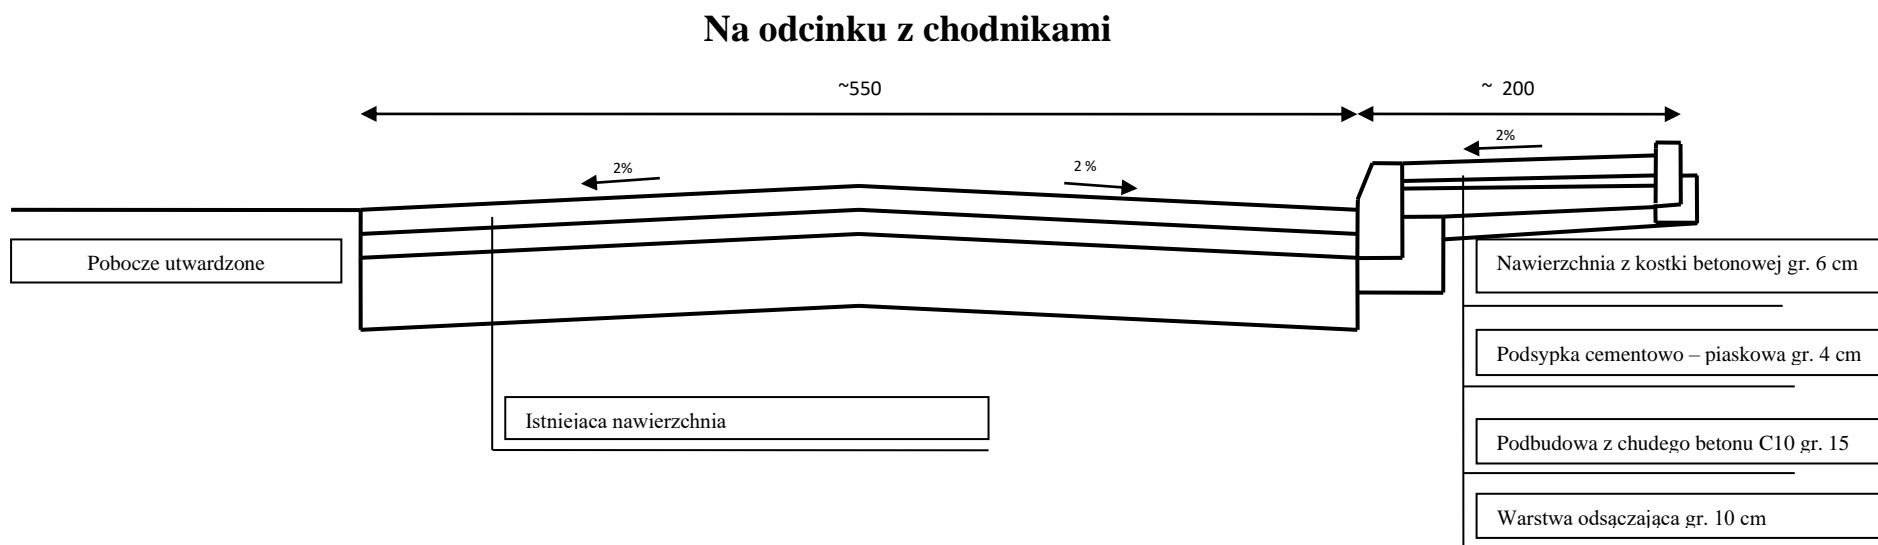 Na odcinku z chodnikami
~550
~ 200
2%
2%
2 %
Pobocze utwardzone
Nawierzchnia z kostki betonowej gr. 6 cm
Podsypka cementowo – piaskowa gr. 4 cm
Istniejaca nawierzchnia
Podbudowa z chudego betonu C10 gr. 15
Warstwa odsączająca gr. 10 cm